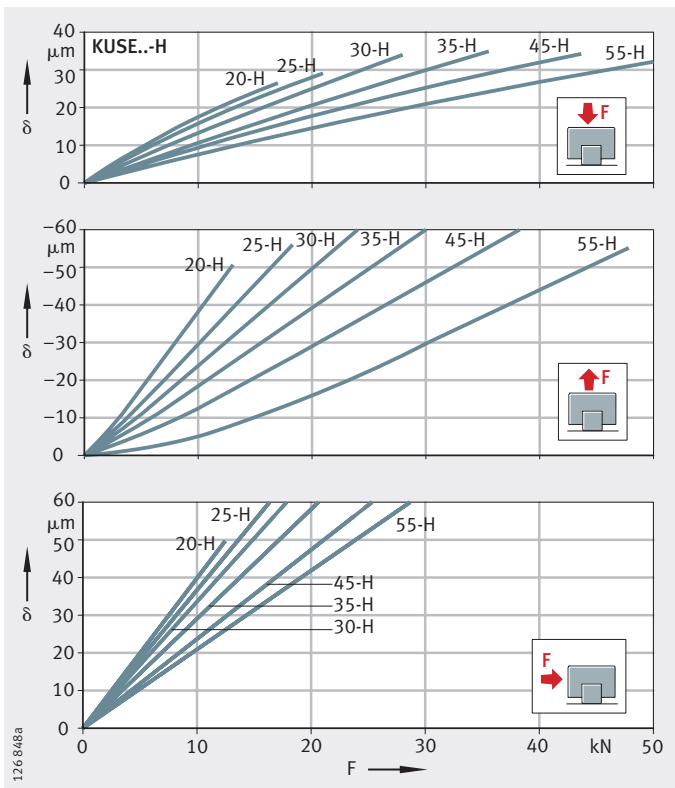 40
μm
KUSE..-H
30
20
10
0
δ
20-H
25-H
30-H
35-H
45-H
55-H
F
–60
μm
–50
–40
–30
–20
–10
0
δ
20-H
25-H
30-H
35-H
45-H
55-H
F
60
μm
50
40
30
20
10
0
δ
25-H
20-H
55-H
45-H
35-H
30-H
F
0
10
20
30
40
kN
50
F
126 848a